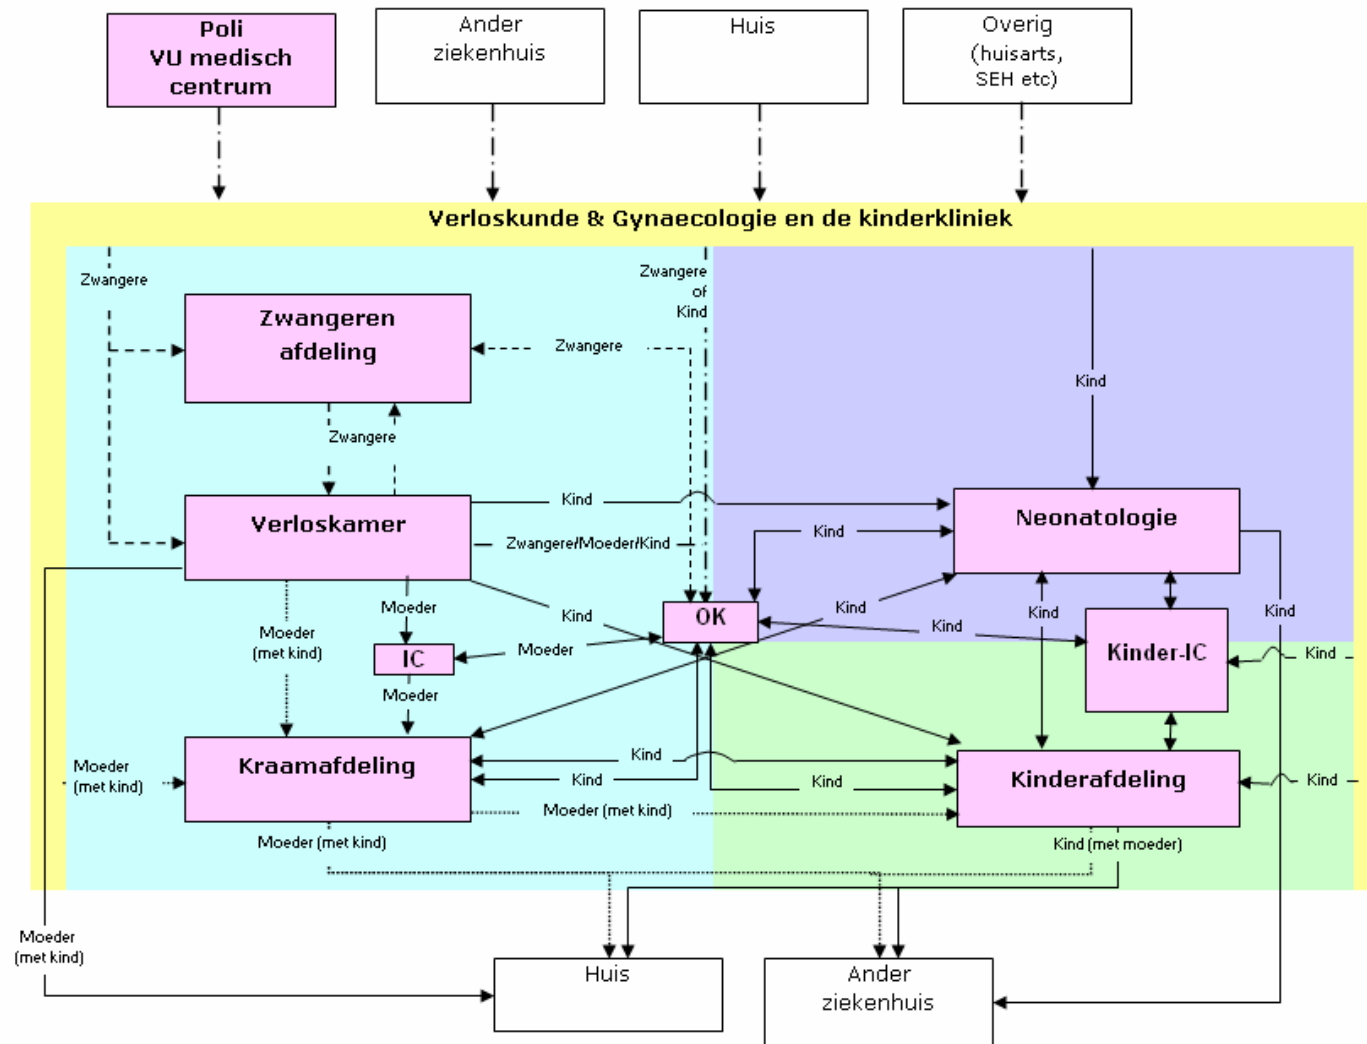 Poli
VU medisch
centrum
Ander
ziekenhuis
Huis
Overig
(huisarts,
SEH etc)
Verloskunde & Gynaecologie en de kinderkliniek
Zwangere
Zwangere
of
Kind
Zwangeren
afdeling
Zwangere
Kind
Zwangere
Verloskamer
Kind
Neonatologie
Zwangere/Moeder/Kind
Kind
Moeder
Kind
OK
Kind
Kind
Kind
Kind
Moeder
(met kind)
IC
Moeder
Kinder-IC
Kind
Moeder
Kraamafdeling
Kind
Kinderafdeling
Moeder
(met kind)
Kind
Kind
Kind
Moeder (met kind)
Moeder (met kind)
Kind (met moeder)
Moeder
(met kind)
Huis
Ander
ziekenhuis